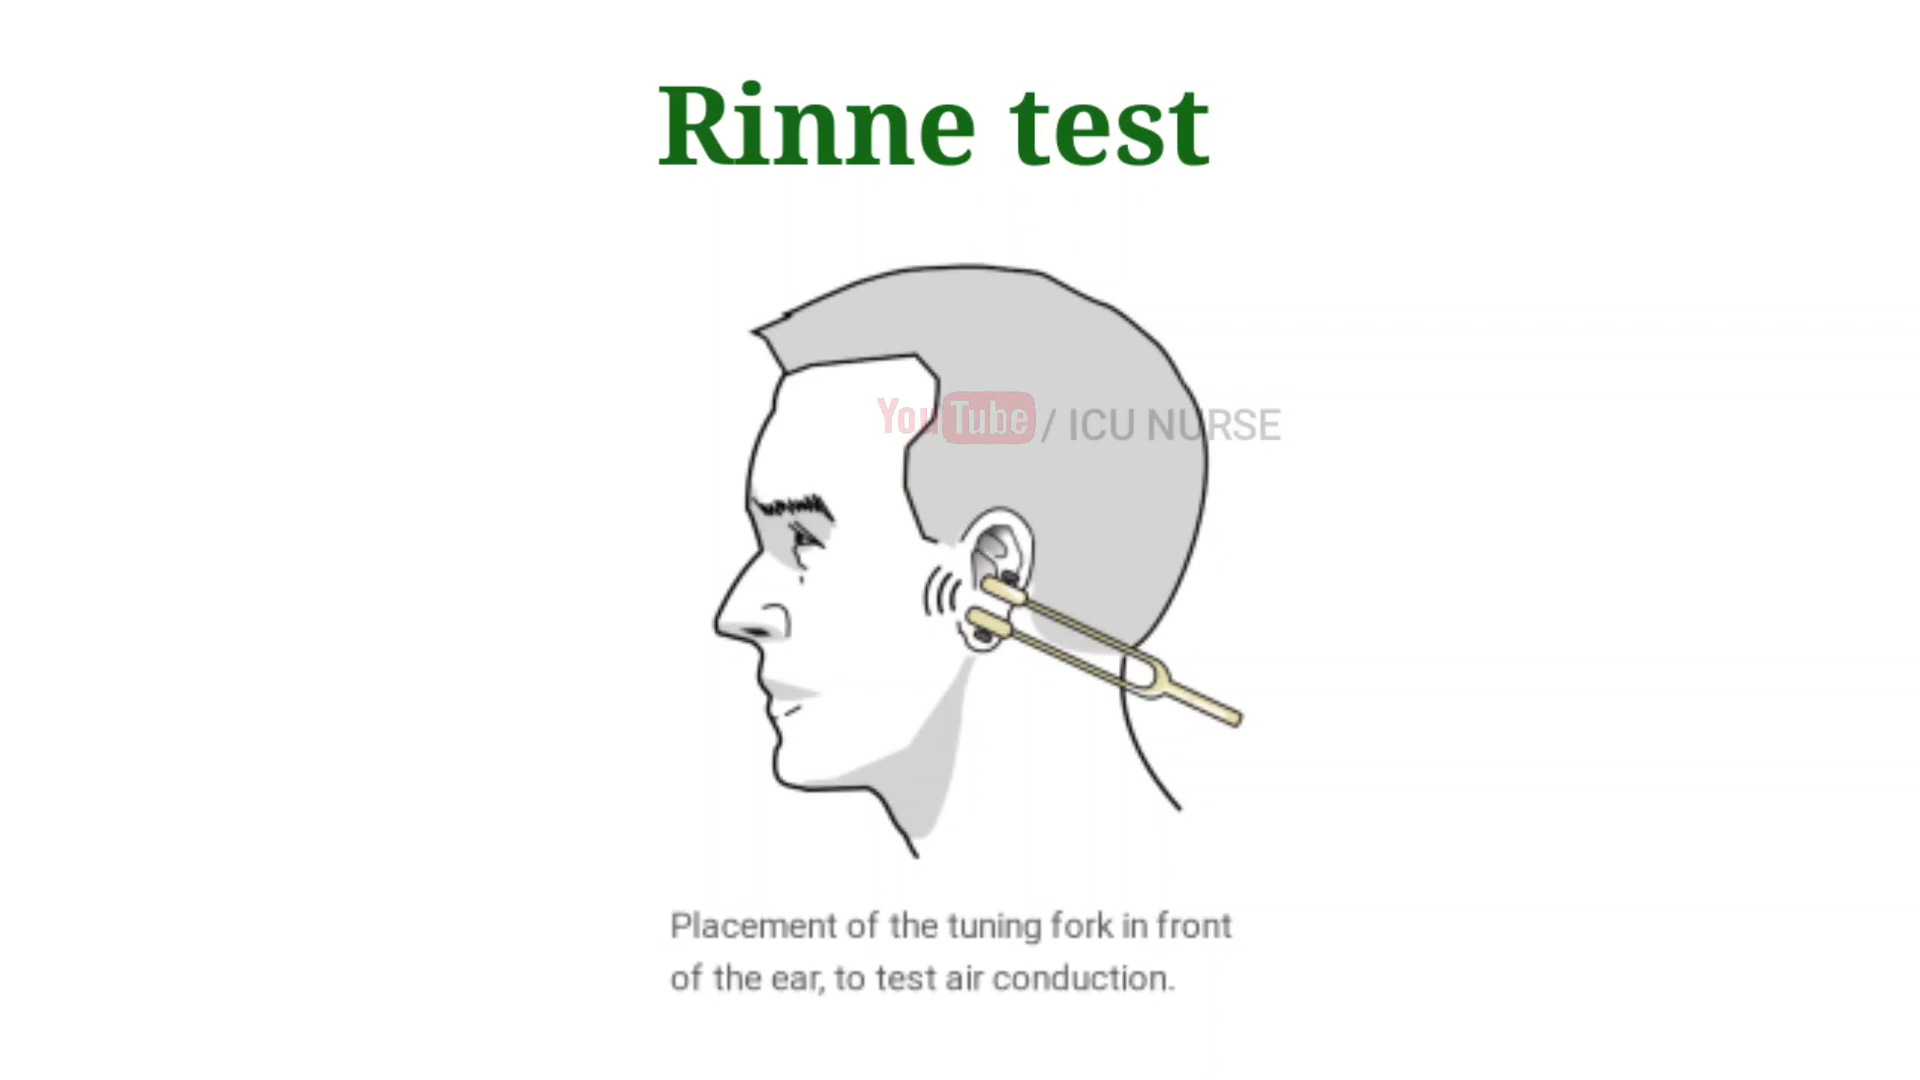 Rinne test
YouTube / ICU NURSE
Placement of the tuning fork in front
of the ear, to test air conduction.